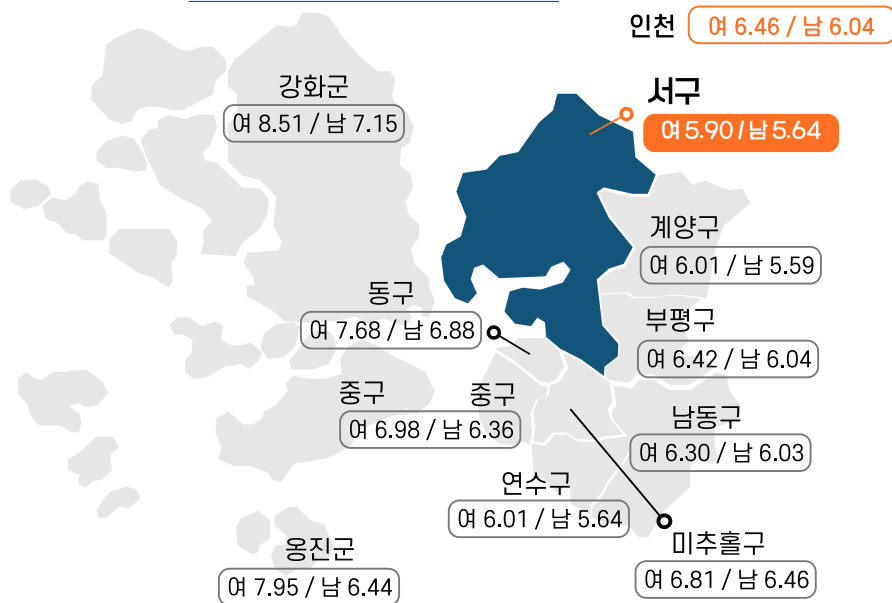 인천 여 6.46 / 남 6.04
서구
여 5.90 / 남 5.64
강화군
여 8.51 / 남 7.15
계양구
여 6.01 / 남 5.59
동구
여 7.68 / 남 6.88
부평구
여 6.42 / 남 6.04
중구 중구
여 6.98 / 남 6.36
남동구
여 6.30 / 남 6.03
연수구
여 6.01 / 남 5.64
미추홀구
여 6.81 / 남 6.46
옹진군
여 7.95 / 남 6.44